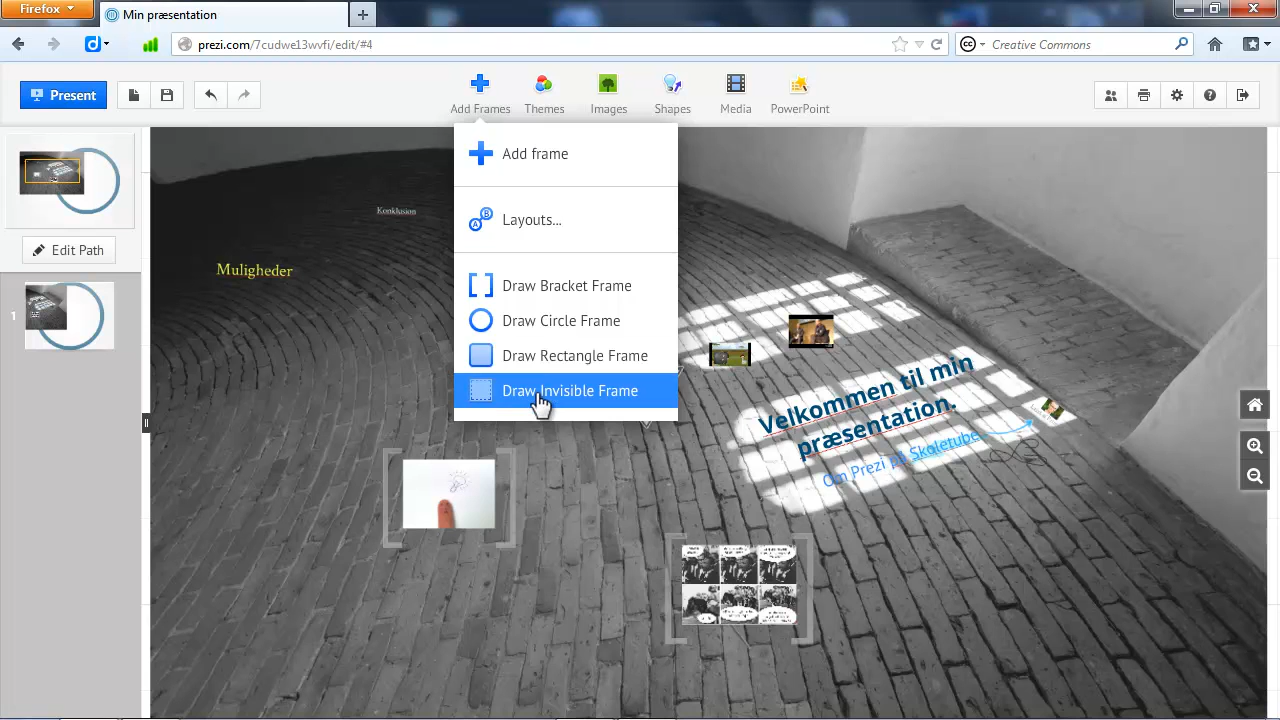 Firefox
Min præsentation
prezi.com/7cudwe13wvfi/edit/#4
Creative Commons
Present
Add Frames
Themes
Images
Shapes
Media
PowerPoint
Add frame
Layouts...
Draw Bracket Frame
Draw Circle Frame
Draw Rectangle Frame
Draw Invisible Frame
Edit Path
1
Konklusion
Muligheder
Velkommen til min
præsentation.
Om Prezi på Skoletube